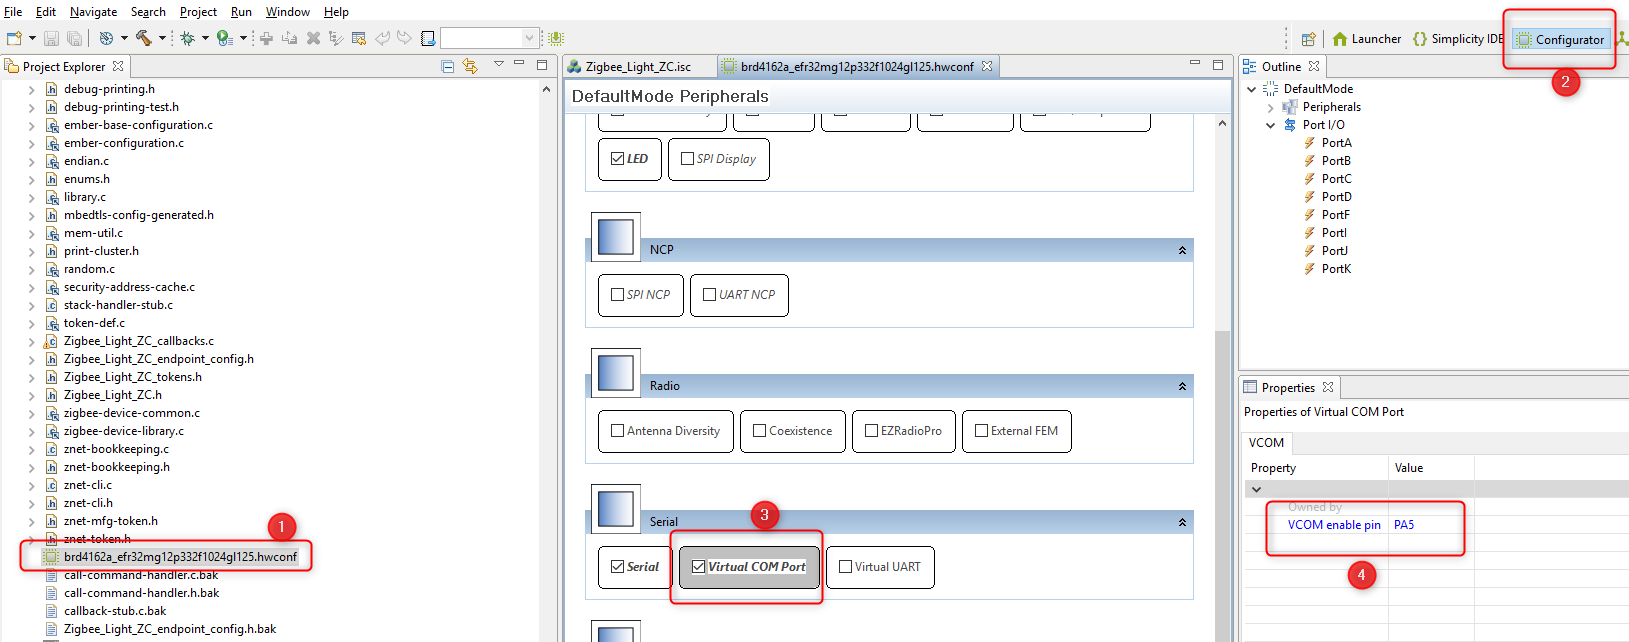 File Edit Navigate Search Project Run Window Help
Launcher Simplicity IDE Configurator
2
Project Explorer
debug-printing.h
debug-printing-test.h
ember-base-configuration.c
ember-configuration.c
endian.c
enums.h
library.c
mbedtls-config-generated.h
mem-util.c
print-cluster.h
random.c
security-address-cache.c
stack-handler-stub.c
token-def.c
Zigbee_Light_ZC_callbacks.c
Zigbee_Light_ZC_endpoint_config.h
Zigbee_Light_ZC_tokens.h
Zigbee_Light_ZC.h
zigbee-device-common.c
zigbee-device-library.c
znet-bookkeeping.c
znet-bookkeeping.h
znet-cli.c
znet-cli.h
znet-mfg-token.h
1
znet-token.h
brd4162a_efr32mg12p332f1024gl125.hwconf
call-command-handler.c.bak
call-command-handler.h.bak
callback-stub.c.bak
Zigbee_Light_ZC_endpoint_config.h.bak
Zigbee_Light_ZC.isc brd4162a_efr32mg12p332f1024gl125.hwconf
DefaultMode Peripherals
LED SPI Display
NCP
SPI NCP UART NCP
Radio
Antenna Diversity Coexistence EZRadioPro External FEM
3
Serial
Serial Virtual COM Port Virtual UART
Outline
DefaultMode
Peripherals
Port I/O
PortA
PortB
PortC
PortD
PortF
PortI
PortJ
PortK
Properties
Properties of Virtual COM Port
VCOM
Property Value
Owned by
VCOM enable pin PA5
4